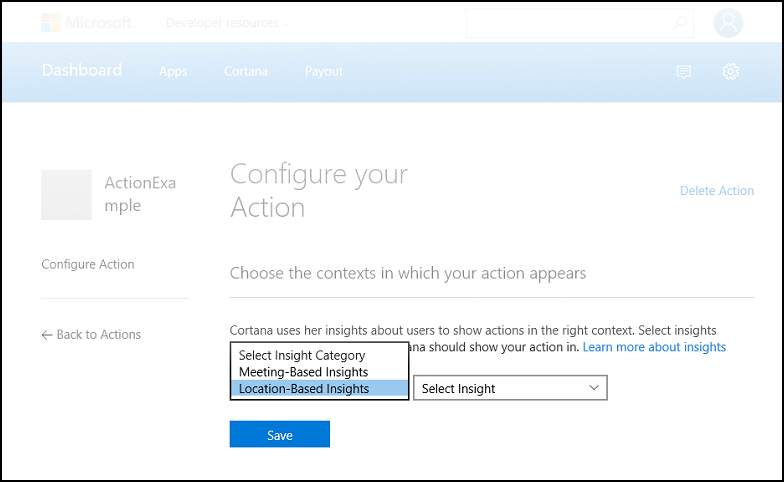 Microsoft
Developer resources
Dashboard
Apps
Cortana
Payout
ActionExa
mple
Configure your
Action
Delete Action
Configure Action
Choose the contexts in which your action appears
Back to Actions
Cortana uses her insights about users to show actions in the right context. Select insights
ana should show your action in. Learn more about insights
Select Insight Category
Meeting-Based Insights
Location-Based Insights
Select Insight
Save